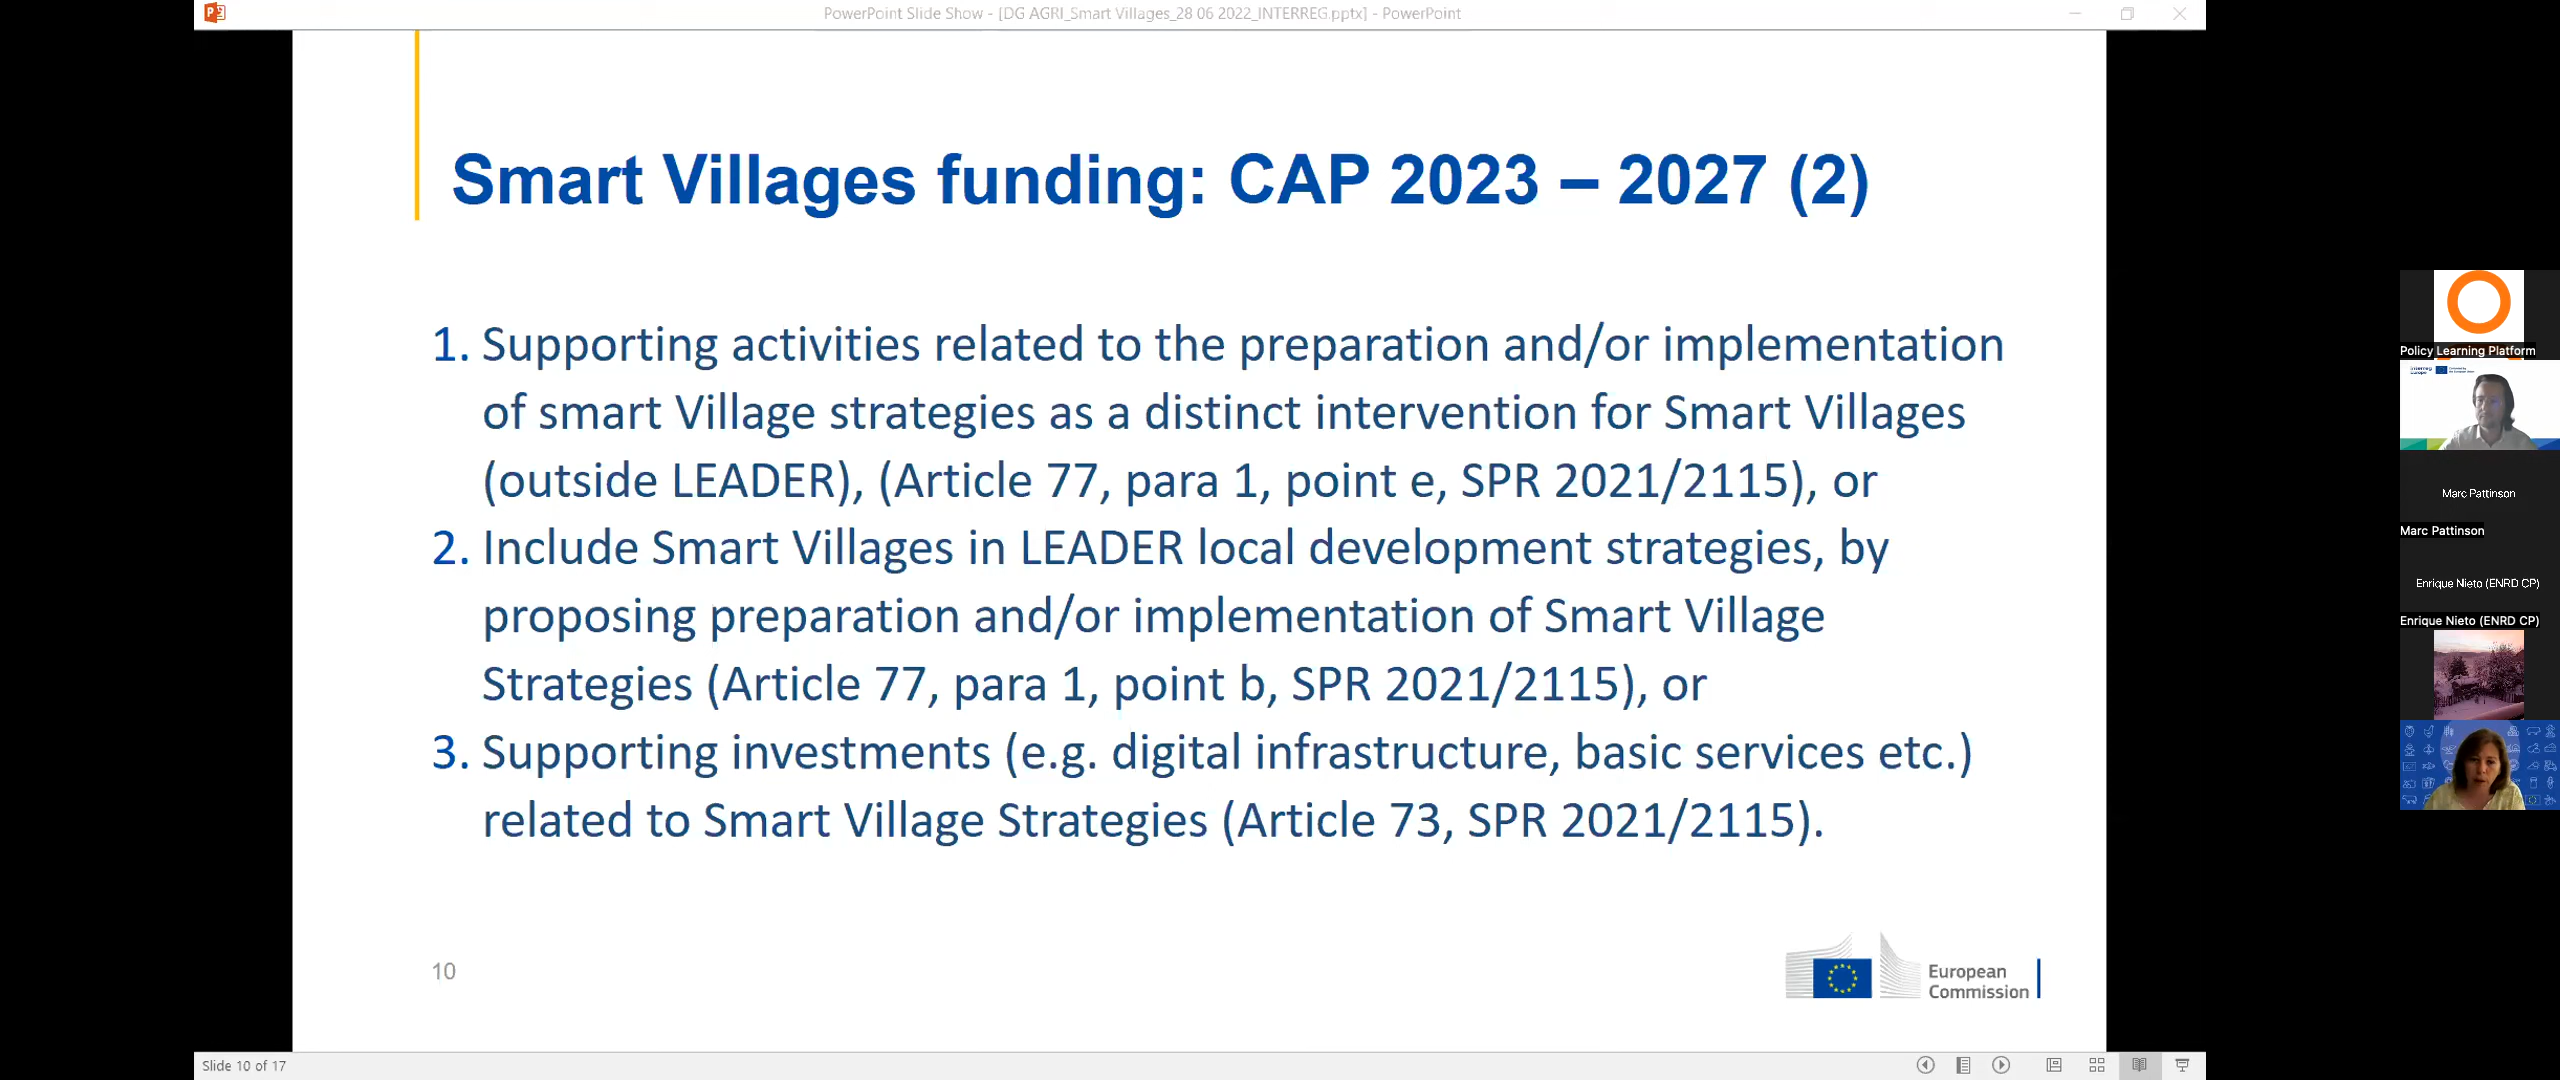 PowerPoint Slide Show - [DG AGRI_Smart Villages_28 06 2022_INTERREG.pptx] - PowerPoint
Smart Villages funding: CAP 2023 – 2027 (2)
1. Supporting activities related to the preparation and/or implementation
of smart Village strategies as a distinct intervention for Smart Villages
(outside LEADER), (Article 77, para 1, point e, SPR 2021/2115), or
2. Include Smart Villages in LEADER local development strategies, by
proposing preparation and/or implementation of Smart Village
Strategies (Article 77, para 1, point b, SPR 2021/2115), or
3. Supporting investments (e.g. digital infrastructure, basic services etc.)
related to Smart Village Strategies (Article 73, SPR 2021/2115).
10
European
Commission
Slide 10 of 17
Policy Learning Platform
Interreg
Europe
Marc Pattinson
Marc Pattinson
Enrique Nieto (ENRD CP)
Enrique Nieto (ENRD CP)